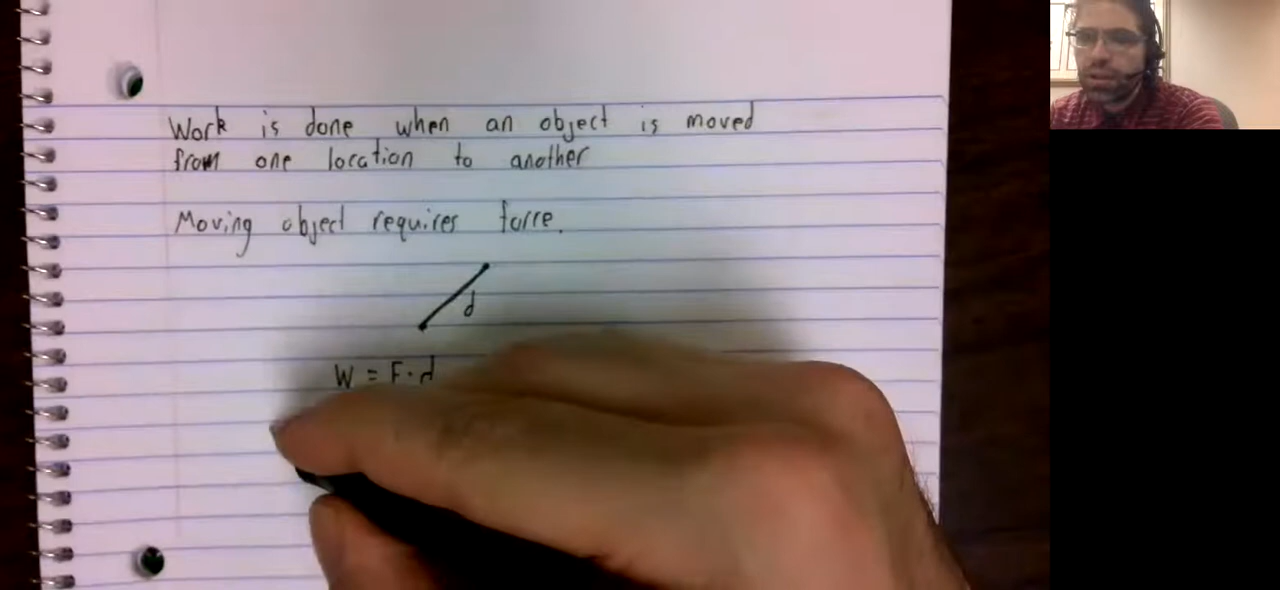 Work is done when an object is moved
from one location to another
Moving object requires force.
d
W = F · d